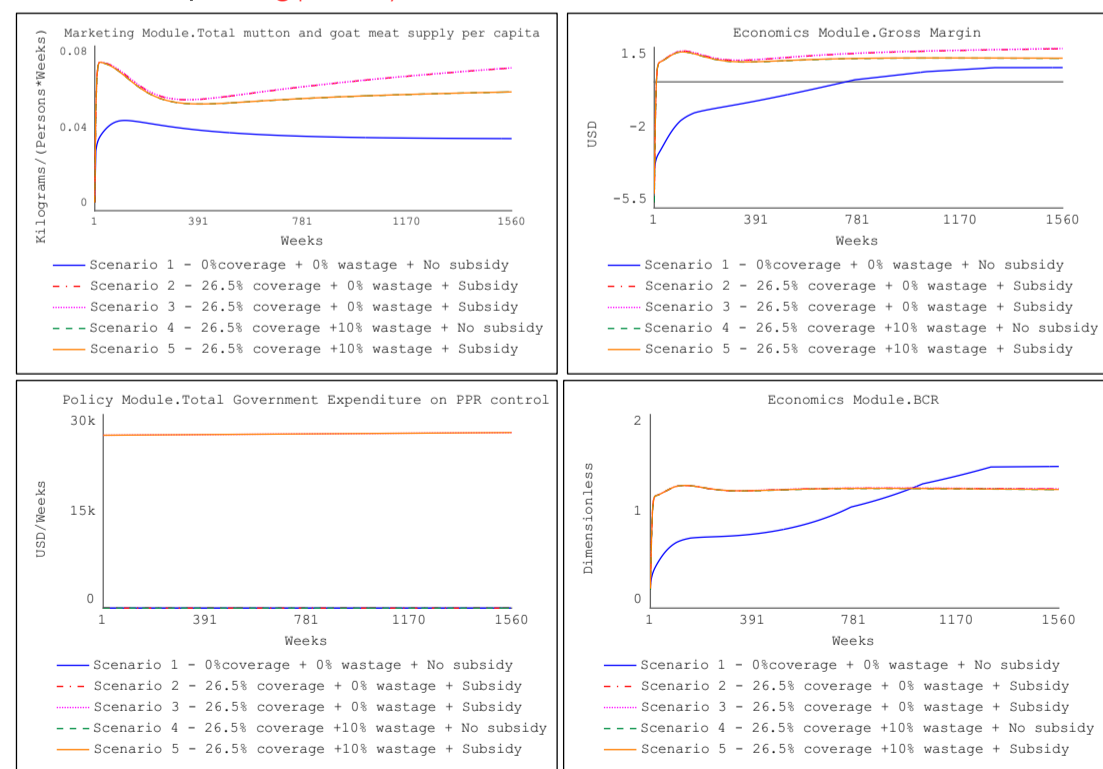 Marketing Module.Total mutton and goat meat supply per capita
Kilograms/(Persons*Weeks)
0.08
0.04
0
1 391 781 1170 1560
Weeks
Scenario 1 - 0%coverage + 0% wastage + No subsidy
Scenario 2 - 26.5% coverage + 0% wastage + Subsidy
Scenario 3 - 26.5% coverage + 0% wastage + Subsidy
Scenario 4 - 26.5% coverage +10% wastage + No subsidy
Scenario 5 - 26.5% coverage +10% wastage + Subsidy
Economics Module.Gross Margin
USD
1.5
-2
-5.5
1 391 781 1170 1560
Weeks
Scenario 1 - 0%coverage + 0% wastage + No subsidy
Scenario 2 - 26.5% coverage + 0% wastage + Subsidy
Scenario 3 - 26.5% coverage + 0% wastage + Subsidy
Scenario 4 - 26.5% coverage +10% wastage + No subsidy
Scenario 5 - 26.5% coverage +10% wastage + Subsidy
Policy Module.Total Government Expenditure on PPR control
USD/Weeks
30k
15k
0
1 391 781 1170 1560
Weeks
Scenario 1 - 0%coverage + 0% wastage + No subsidy
Scenario 2 - 26.5% coverage + 0% wastage + Subsidy
Scenario 3 - 26.5% coverage + 0% wastage + Subsidy
Scenario 4 - 26.5% coverage +10% wastage + No subsidy
Scenario 5 - 26.5% coverage +10% wastage + Subsidy
Economics Module.BCR
Dimensionless
2
1
0
1 391 781 1170 1560
Weeks
Scenario 1 - 0%coverage + 0% wastage + No subsidy
Scenario 2 - 26.5% coverage + 0% wastage + Subsidy
Scenario 3 - 26.5% coverage + 0% wastage + Subsidy
Scenario 4 - 26.5% coverage +10% wastage + No subsidy
Scenario 5 - 26.5% coverage +10% wastage + Subsidy